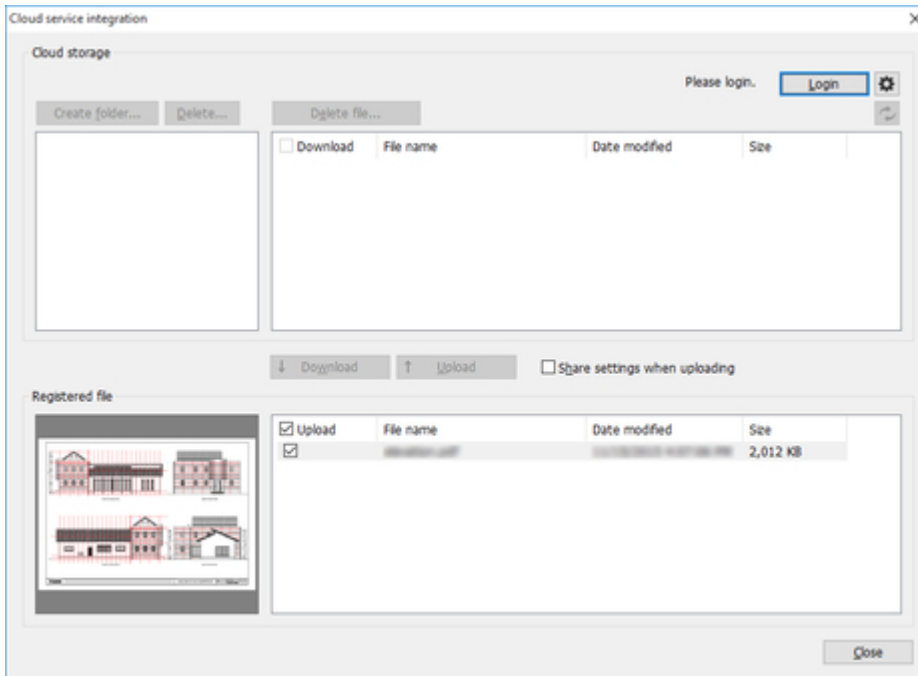 Cloud service integration
Cloud storage
Please login. Login
Create folder... Delete... Delete file...
Download File name Date modified Size
Download Upload Share settings when uploading
Registered file
Upload File name Date modified Size
2,012 KB
Close